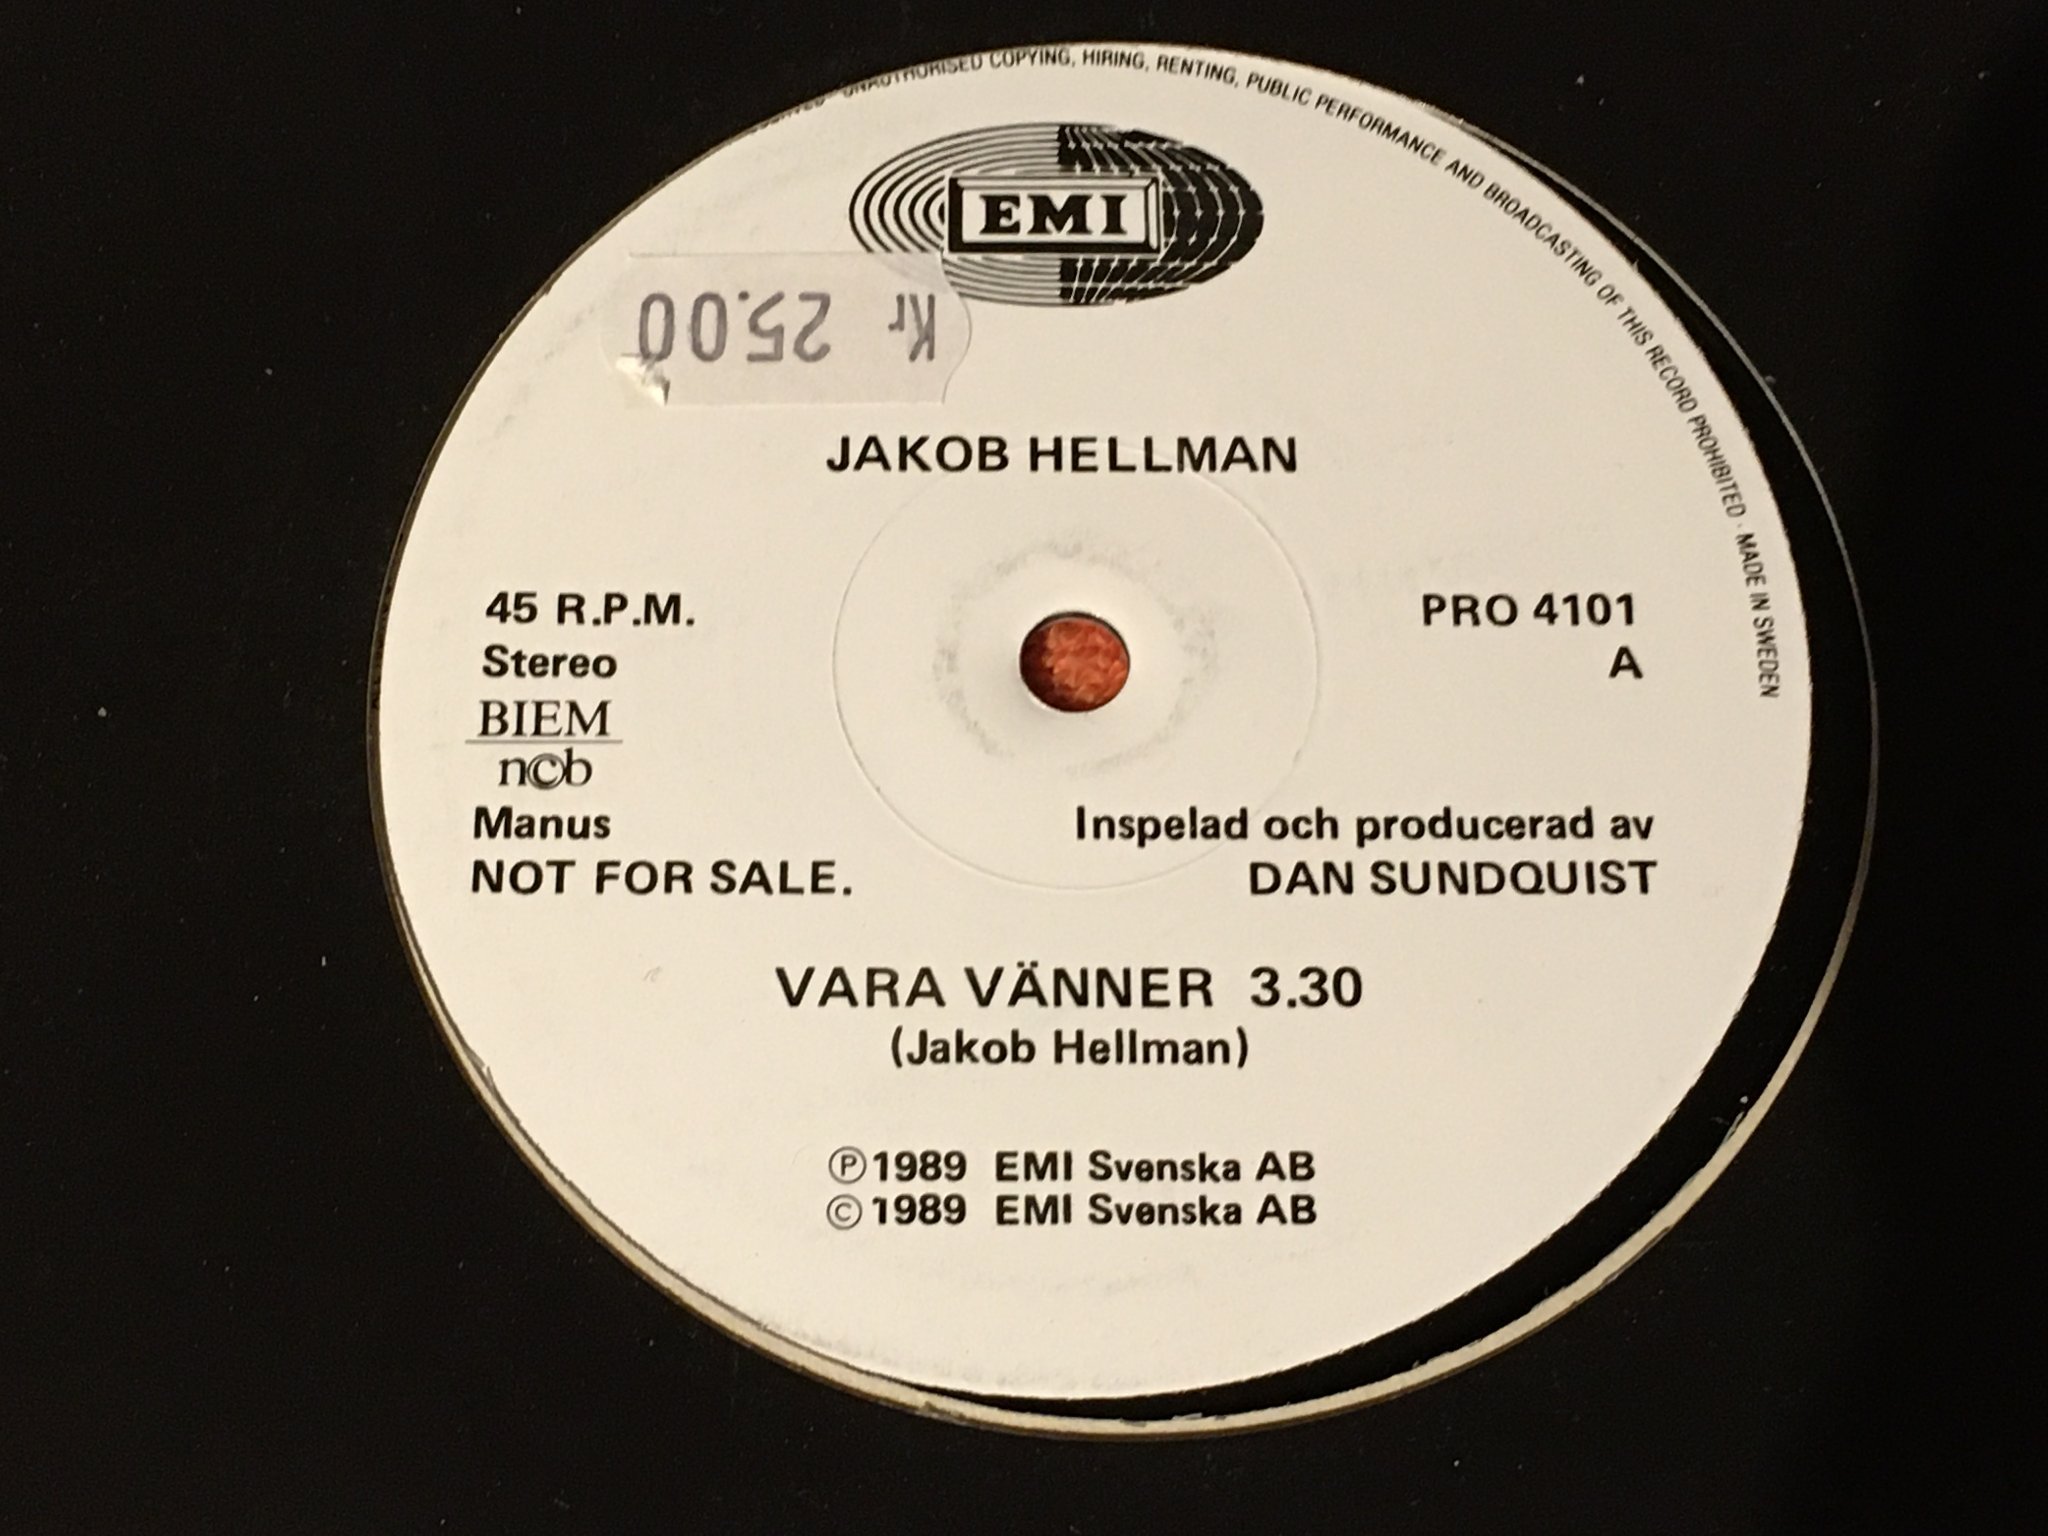 UNAUTHORISED COPYING, HIRING, RENTING, PUBLIC PERFORMANCE AND BROADCASTING OF THIS RECORD PROHIBITED · MADE IN SWEDEN
EMI
Kr 25.00
JAKOB HELLMAN
45 R.P.M.
PRO 4101
Stereo
A
BIEM
n©b
Manus
Inspelad och producerad av
NOT FOR SALE.
DAN SUNDQUIST
VARA VÄNNER 3.30
(Jakob Hellman)
℗1989 EMI Svenska AB
©1989 EMI Svenska AB